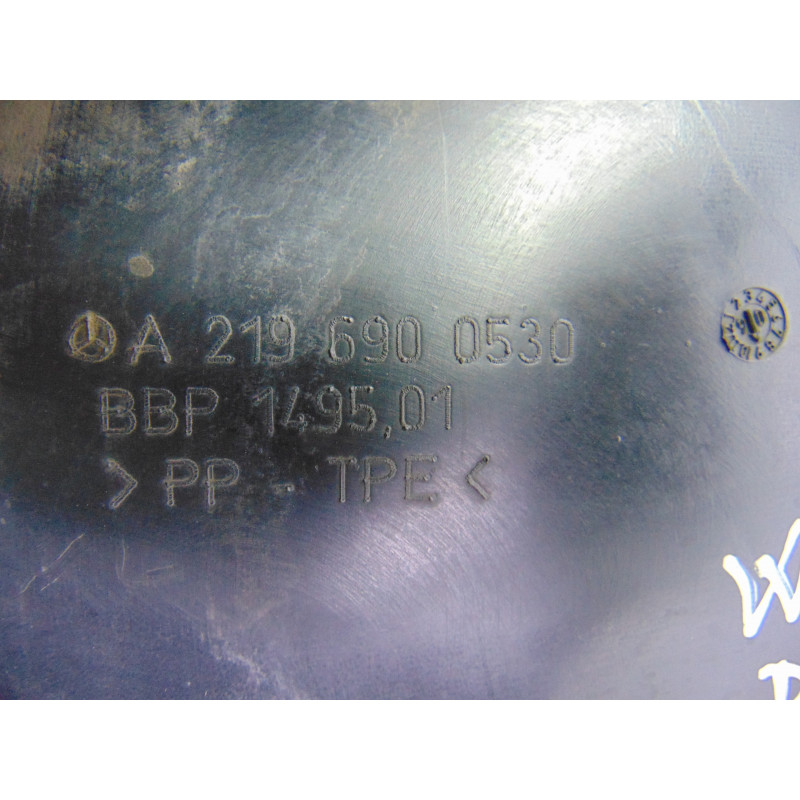 A 219 690 0530
BBP 1495,01
> PP - TPE <
W